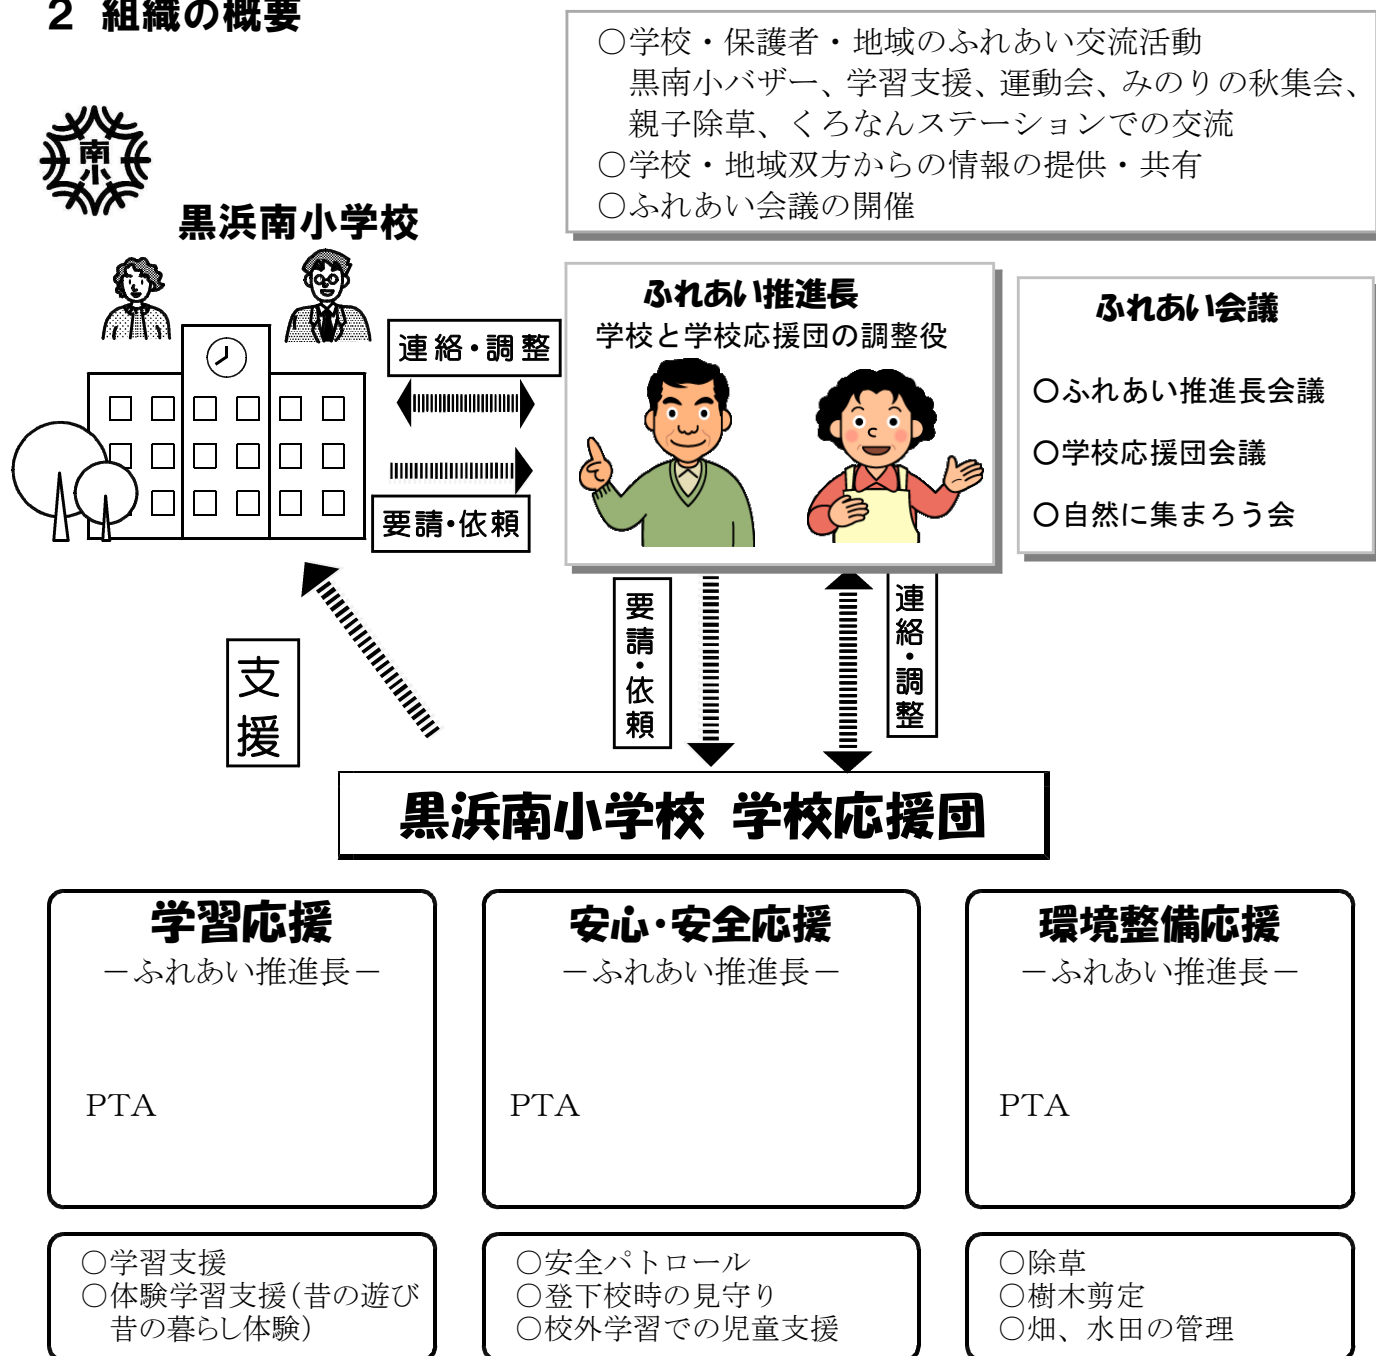 2 組織の概要
○学校・保護者・地域のふれあい交流活動
黒南小バザー、学習支援、運動会、みのりの秋集会、
親子除草、くろなんステーションでの交流
○学校・地域双方からの情報の提供・共有
○ふれあい会議の開催
南小
黒浜南小学校
連絡・調整
要請・依頼
ふれあい推進長
学校と学校応援団の調整役
ふれあい会議
○ふれあい推進長会議
○学校応援団会議
○自然に集まろう会
支援
要請・依頼
連絡・調整
黒浜南小学校 学校応援団
学習応援
－ふれあい推進長－
PTA
安心・安全応援
－ふれあい推進長－
PTA
環境整備応援
－ふれあい推進長－
PTA
○学習支援
○体験学習支援(昔の遊び
昔の暮らし体験)
○安全パトロール
○登下校時の見守り
○校外学習での児童支援
○除草
○樹木剪定
○畑、水田の管理